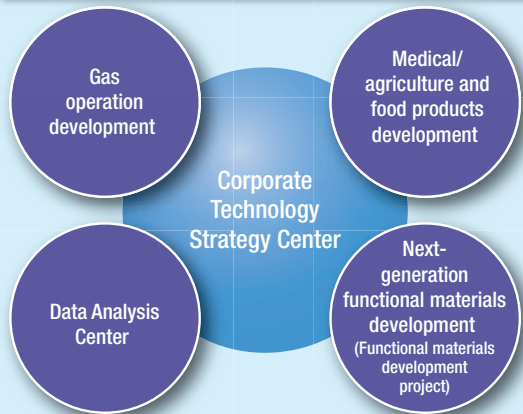 Gas
operation
development
Medical/
agriculture and
food products
development
Corporate
Technology
Strategy Center
Data Analysis
Center
Next-
generation
functional materials
development
(Functional materials
development
project)